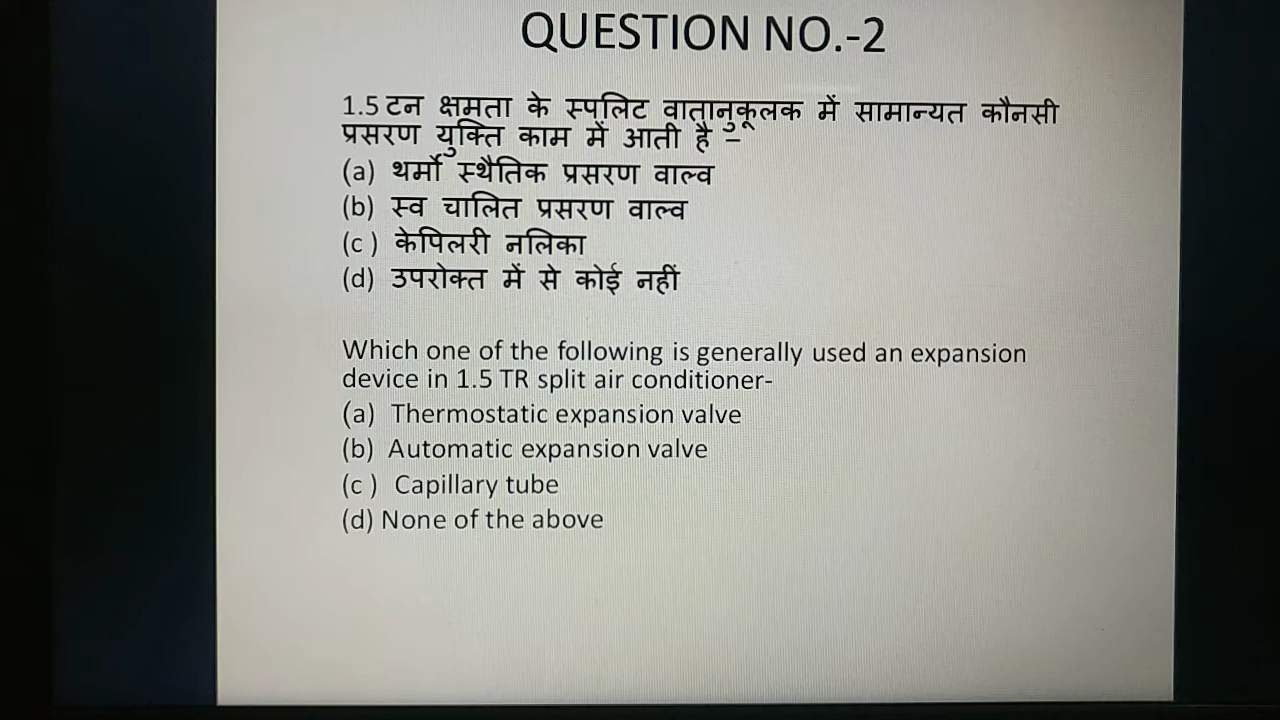 QUESTION NO.-2
1.5 टन क्षमता के स्पलिट वातानुकूलक में सामान्यत कौनसी
प्रसरण युक्ति काम में आती है –
(a) थर्मो स्थैतिक प्रसरण वाल्व
(b) स्व चालित प्रसरण वाल्व
(c ) केपिलरी नलिका
(d) उपरोक्त में से कोई नहीं
Which one of the following is generally used an expansion
device in 1.5 TR split air conditioner-
(a) Thermostatic expansion valve
(b) Automatic expansion valve
(c ) Capillary tube
(d) None of the above